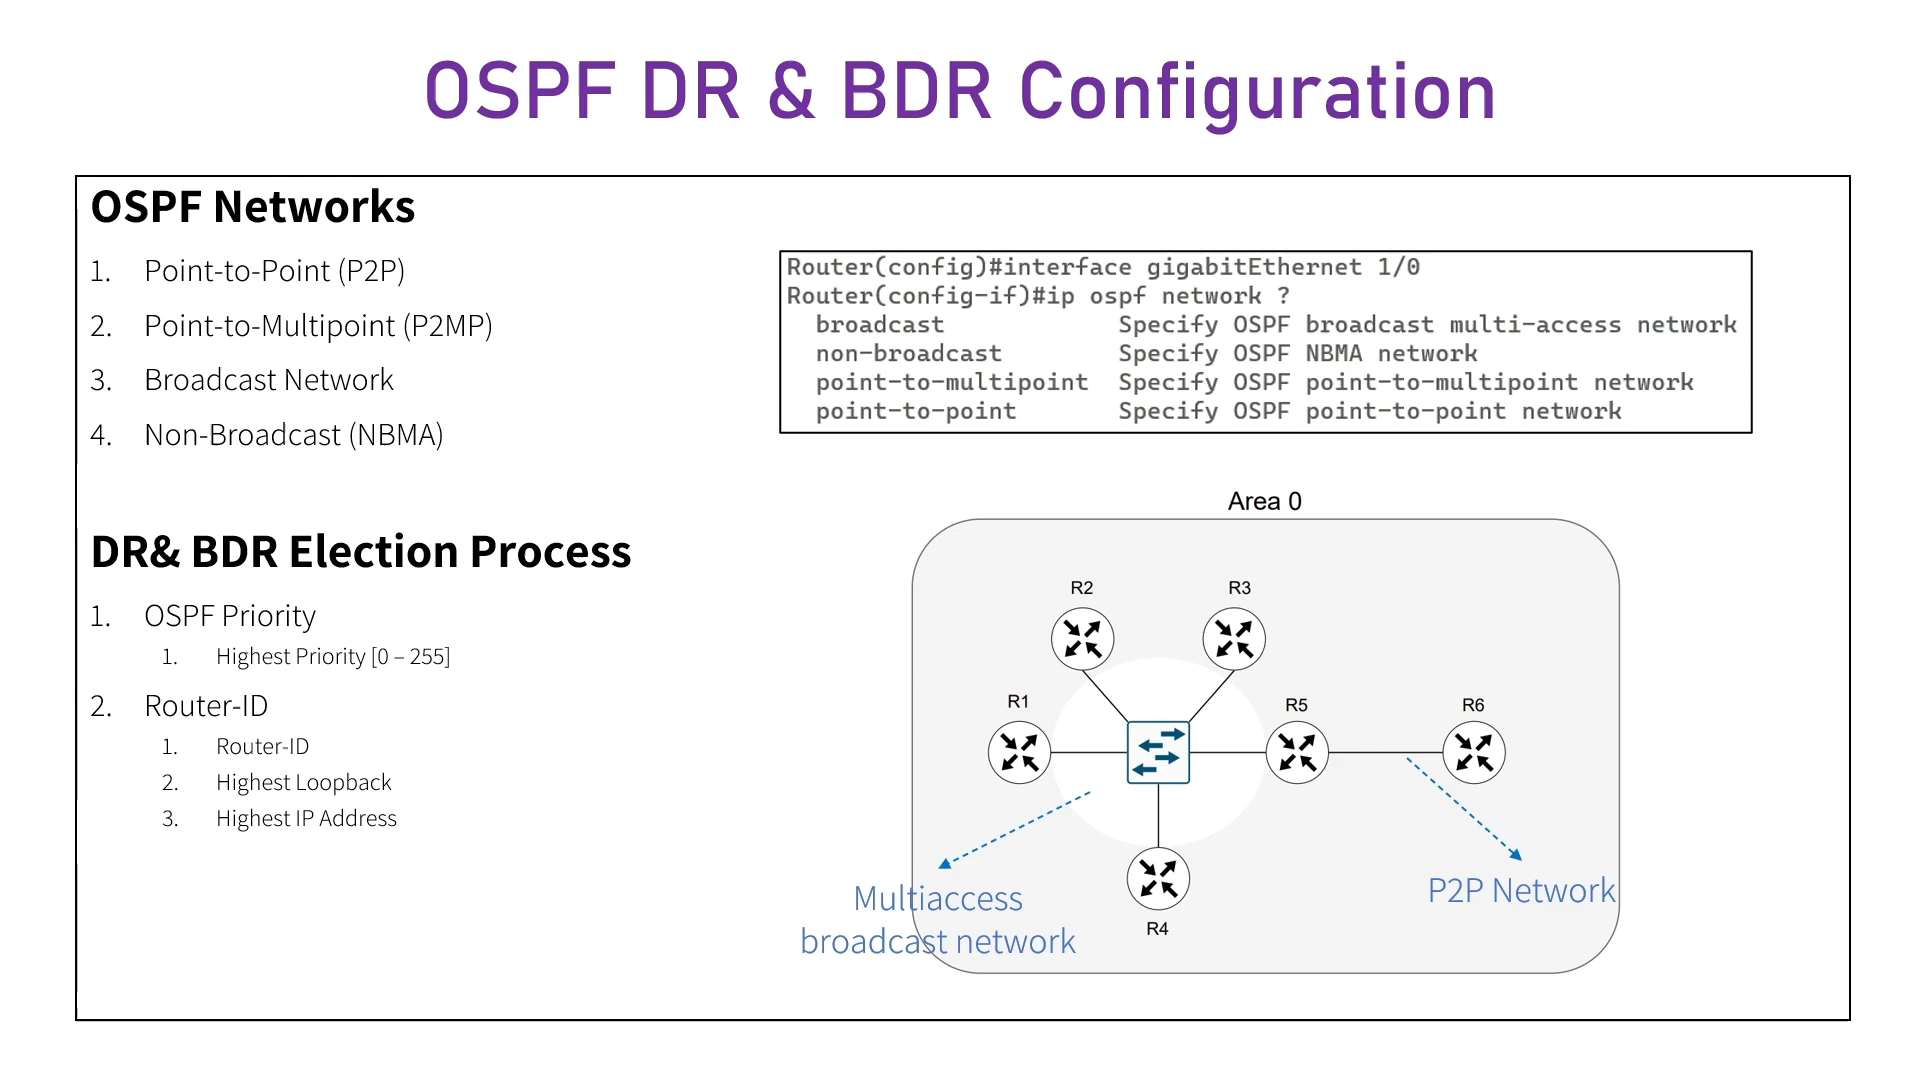 OSPF DR & BDR Configuration
OSPF Networks
1. Point-to-Point (P2P)
2. Point-to-Multipoint (P2MP)
3. Broadcast Network
4. Non-Broadcast (NBMA)
DR& BDR Election Process
1. OSPF Priority
1. Highest Priority [0 – 255]
2. Router-ID
1. Router-ID
2. Highest Loopback
3. Highest IP Address
Router(config)#interface gigabitEthernet 1/0
Router(config-if)#ip ospf network ?
broadcast Specify OSPF broadcast multi-access network
non-broadcast Specify OSPF NBMA network
point-to-multipoint Specify OSPF point-to-multipoint network
point-to-point Specify OSPF point-to-point network
Area 0
R2 R3
R1 R5 R6
Multiaccess
broadcast network
P2P Network
R4